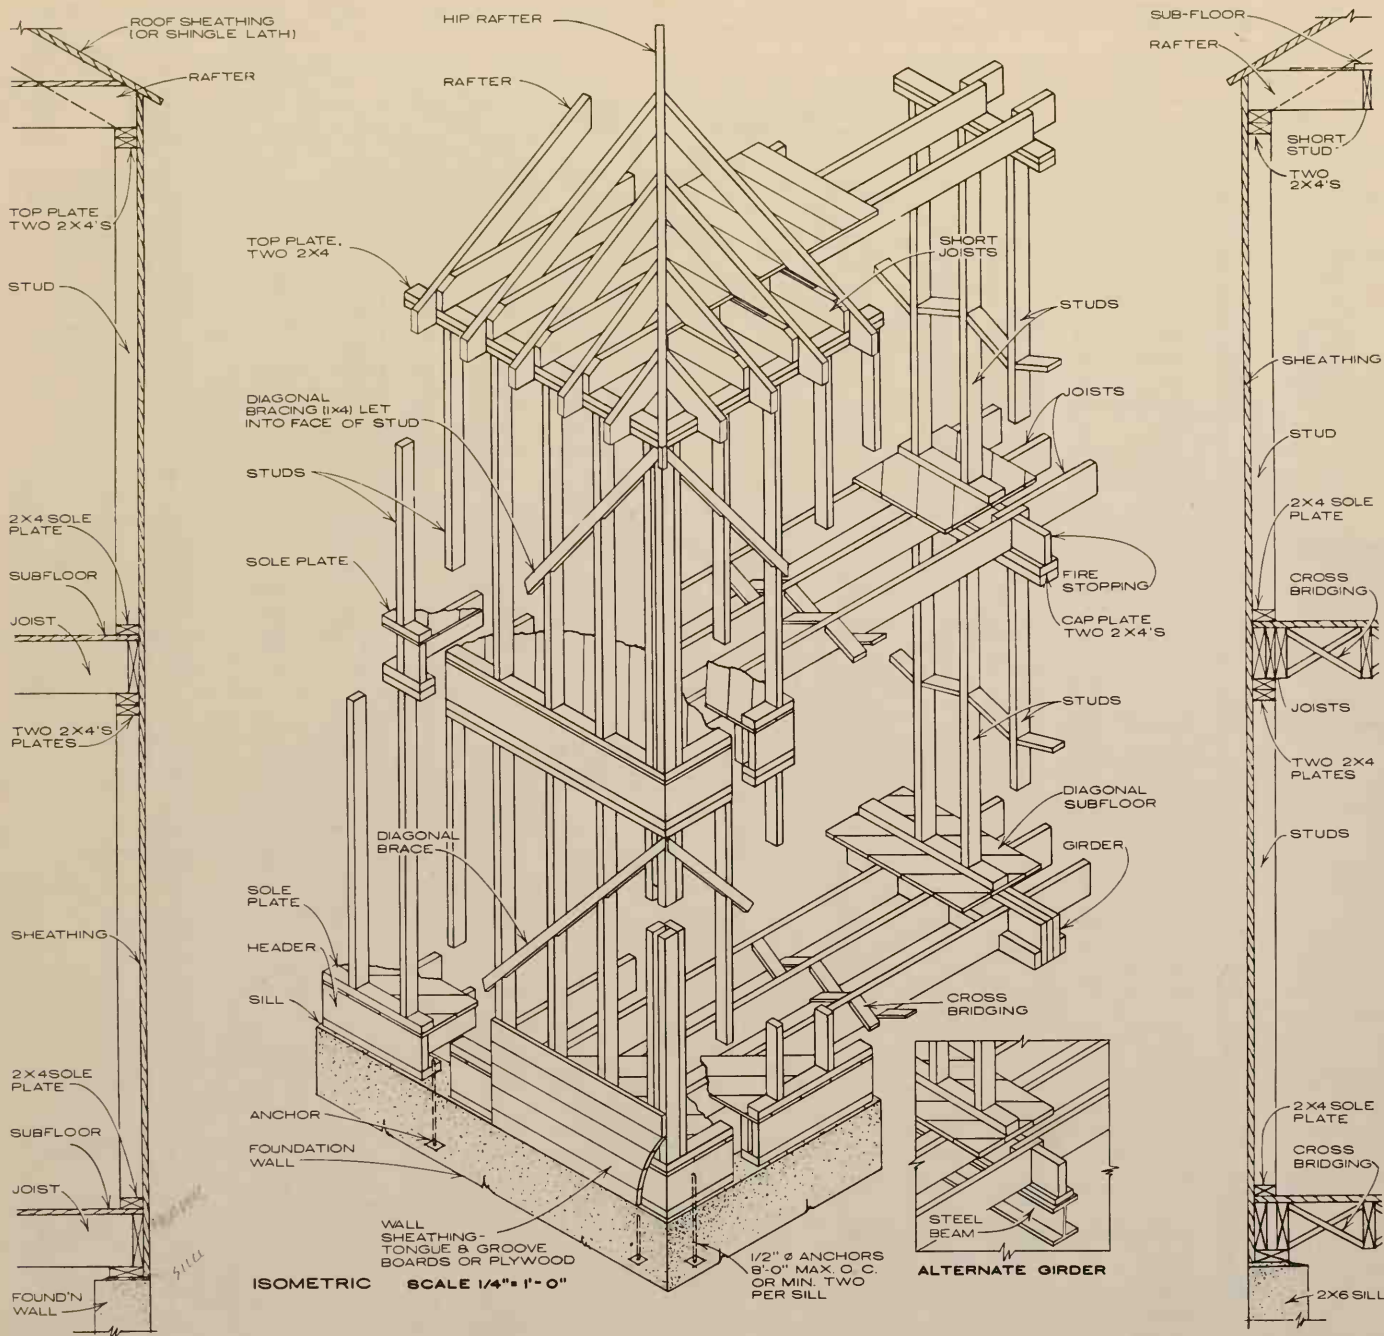 ROOF SHEATHING
(OR SHINGLE LATH)
RAFTER
TOP PLATE
TWO 2X4'S
STUD
2X4 SOLE
PLATE
SUBFLOOR
JOIST
TWO 2X4'S
PLATES
SHEATHING
2X4 SOLE
PLATE
SUBFLOOR
JOIST
SILL
FOUND'N
WALL
HIP RAFTER
RAFTER
TOP PLATE,
TWO 2X4
DIAGONAL
BRACING (1X4) LET
INTO FACE OF STUD
STUDS
SOLE PLATE
DIAGONAL
BRACE
SOLE
PLATE
HEADER
SILL
ANCHOR
FOUNDATION
WALL
WALL
SHEATHING-
TONGUE & GROOVE
BOARDS OR PLYWOOD
ISOMETRIC SCALE 1/4"= 1'-0"
SHORT
JOISTS
STUDS
JOISTS
FIRE
STOPPING
CAP PLATE
TWO 2X4'S
STUDS
DIAGONAL
SUBFLOOR
GIRDER
CROSS
BRIDGING
1/2" ø ANCHORS
8'-0" MAX. O. C.
OR MIN. TWO
PER SILL
STEEL
BEAM
ALTERNATE GIRDER
SUB-FLOOR
RAFTER
SHORT
STUD
TWO
2X4'S
SHEATHING
STUD
2X4 SOLE
PLATE
CROSS
BRIDGING
JOISTS
TWO 2X4
PLATES
STUDS
2X4 SOLE
PLATE
CROSS
BRIDGING
2X6 SILL